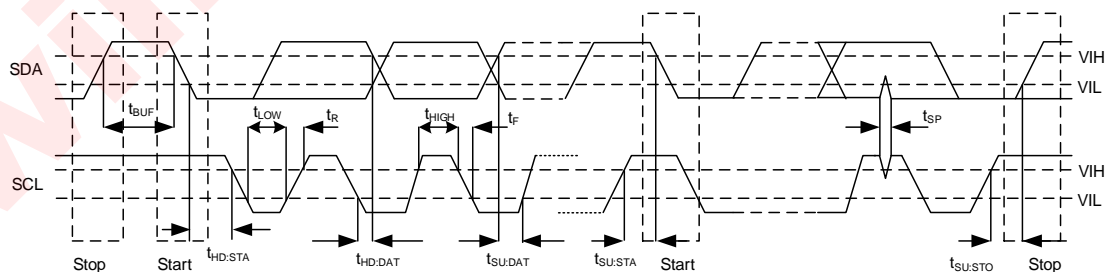 SDA
VIH
VIL
tBUF
tLOW
tR
tHIGH
tF
tSP
SCL
VIH
VIL
tHD:STA
tHD:DAT
tSU:DAT
tSU:STA
tSU:STO
Stop
Start
Start
Stop